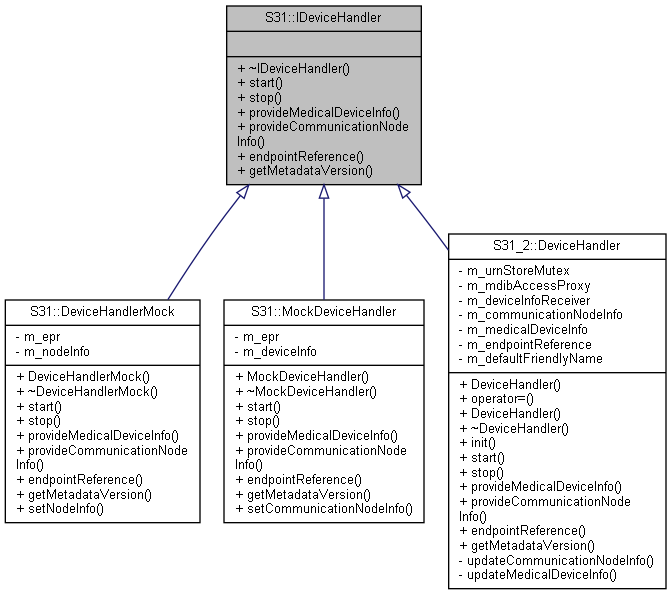 S31::IDeviceHandler
+ ~IDeviceHandler()
+ start()
+ stop()
+ provideMedicalDeviceInfo()
+ provideCommunicationNode
Info()
+ endpointReference()
+ getMetadataVersion()
S31::DeviceHandlerMock
- m_epr
- m_nodeInfo
+ DeviceHandlerMock()
+ ~DeviceHandlerMock()
+ start()
+ stop()
+ provideMedicalDeviceInfo()
+ provideCommunicationNode
Info()
+ endpointReference()
+ getMetadataVersion()
+ setNodeInfo()
S31::MockDeviceHandler
- m_epr
- m_deviceInfo
+ MockDeviceHandler()
+ ~MockDeviceHandler()
+ start()
+ stop()
+ provideMedicalDeviceInfo()
+ provideCommunicationNode
Info()
+ endpointReference()
+ getMetadataVersion()
+ setCommunicationNodeInfo()
S31_2::DeviceHandler
- m_urnStoreMutex
- m_mdibAccessProxy
- m_deviceInfoReceiver
- m_communicationNodeInfo
- m_medicalDeviceInfo
- m_endpointReference
- m_defaultFriendlyName
+ DeviceHandler()
+ operator=()
+ DeviceHandler()
+ ~DeviceHandler()
+ init()
+ start()
+ stop()
+ provideMedicalDeviceInfo()
+ provideCommunicationNode
Info()
+ endpointReference()
+ getMetadataVersion()
- updateCommunicationNodeInfo()
- updateMedicalDeviceInfo()